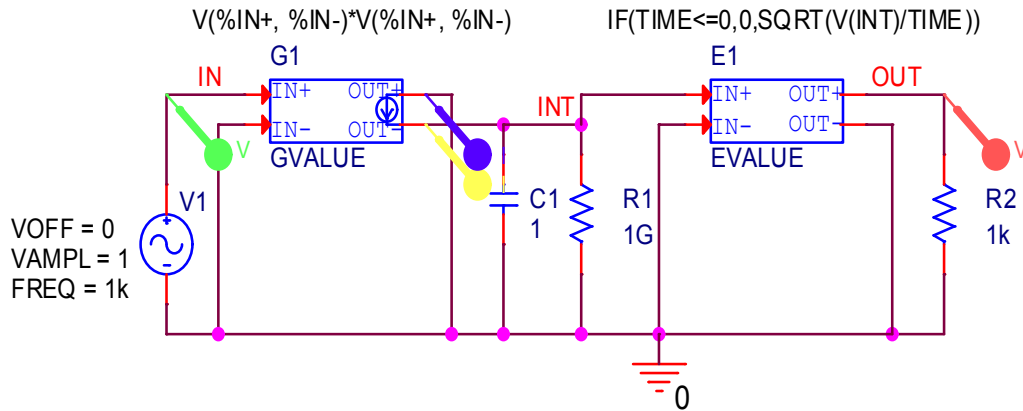 V(%IN+, %IN-)*V(%IN+, %IN-)
IF(TIME<=0,0,SQRT(V(INT)/TIME))
G1
E1
IN
INT
OUT
IN+ OUT+
IN- OUT-
GVALUE
IN+ OUT+
IN- OUT-
EVALUE
V
V
V1
VOFF = 0
VAMPL = 1
FREQ = 1k
+
-
C1
1
R1
1G
R2
1k
0